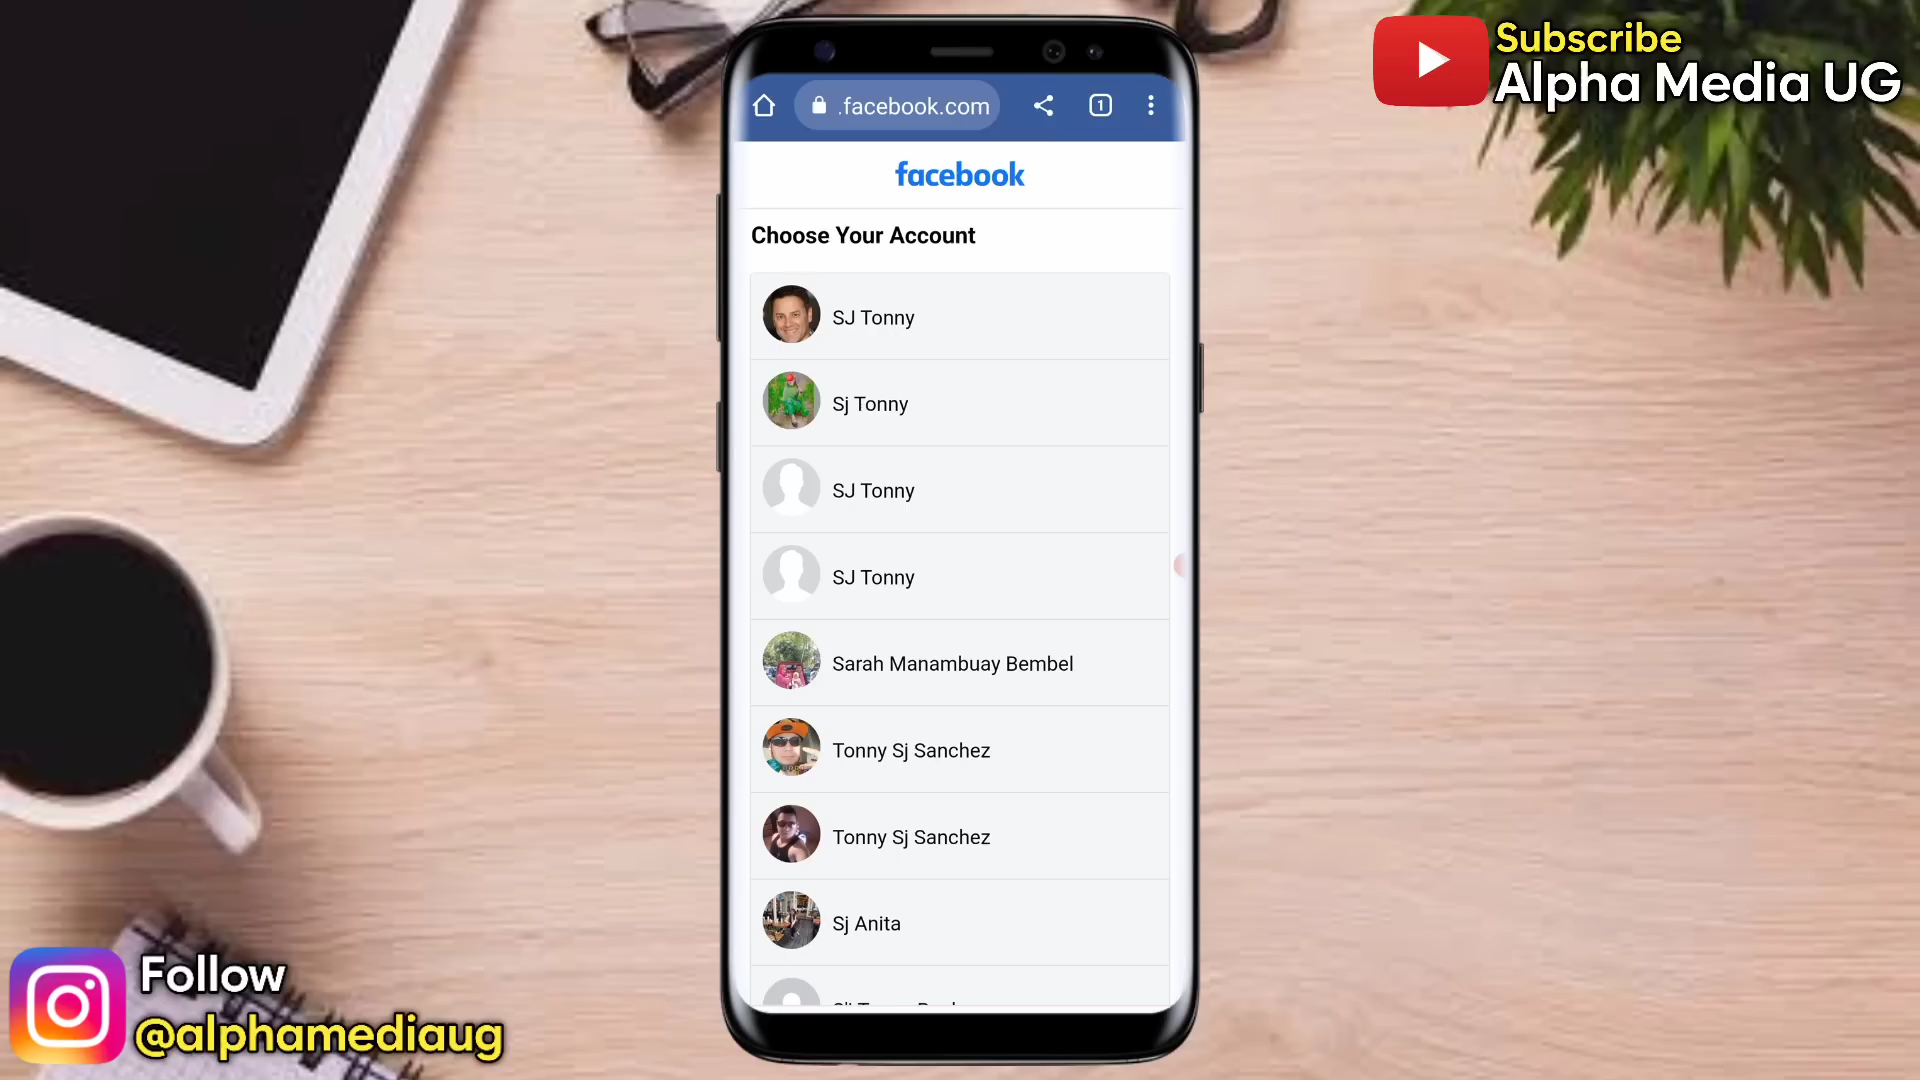 Subscribe
Alpha Media UG
.facebook.com
1
facebook
Choose Your Account
SJ Tonny
Sj Tonny
SJ Tonny
SJ Tonny
Sarah Manambuay Bembel
Tonny Sj Sanchez
Tonny Sj Sanchez
Sj Anita
Follow
@alphamediaug